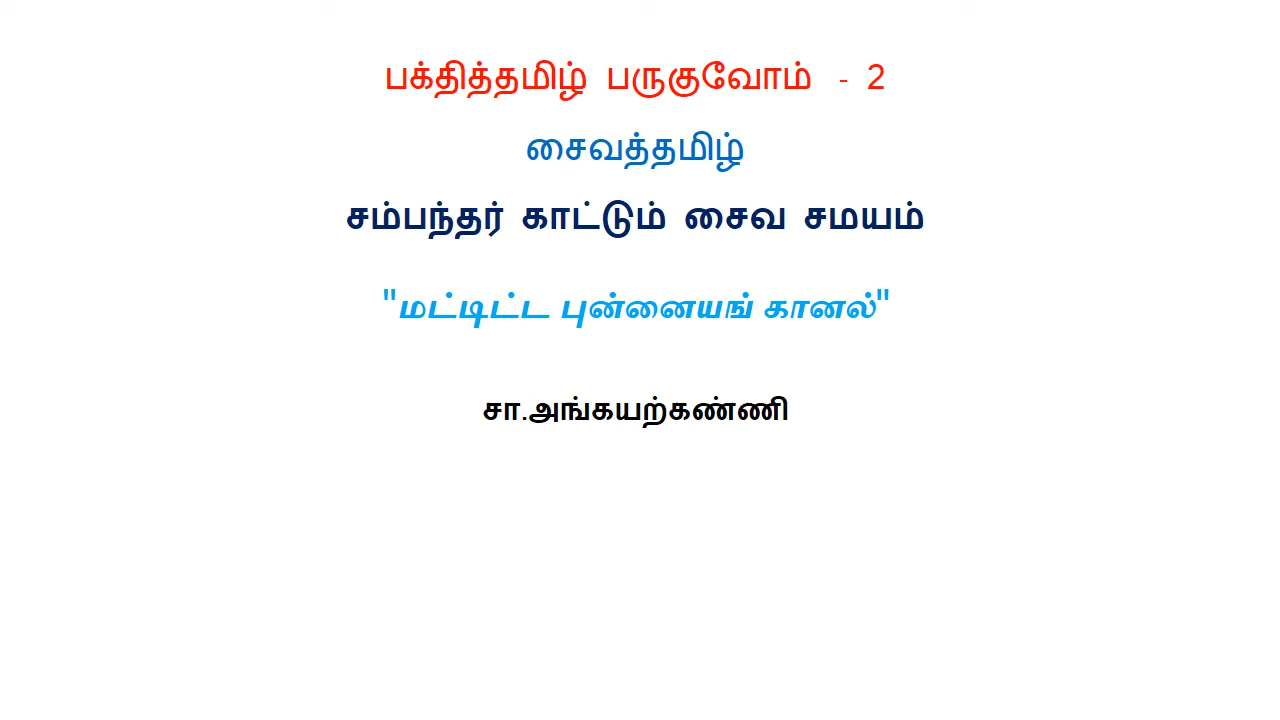 பக்தித்தமிழ் பருகுவோம் - 2
சைவத்தமிழ்
சம்பந்தர் காட்டும் சைவ சமயம்
"மட்டிட்ட புன்னையங் கானல்"
சா.அங்கயற்கண்ணி